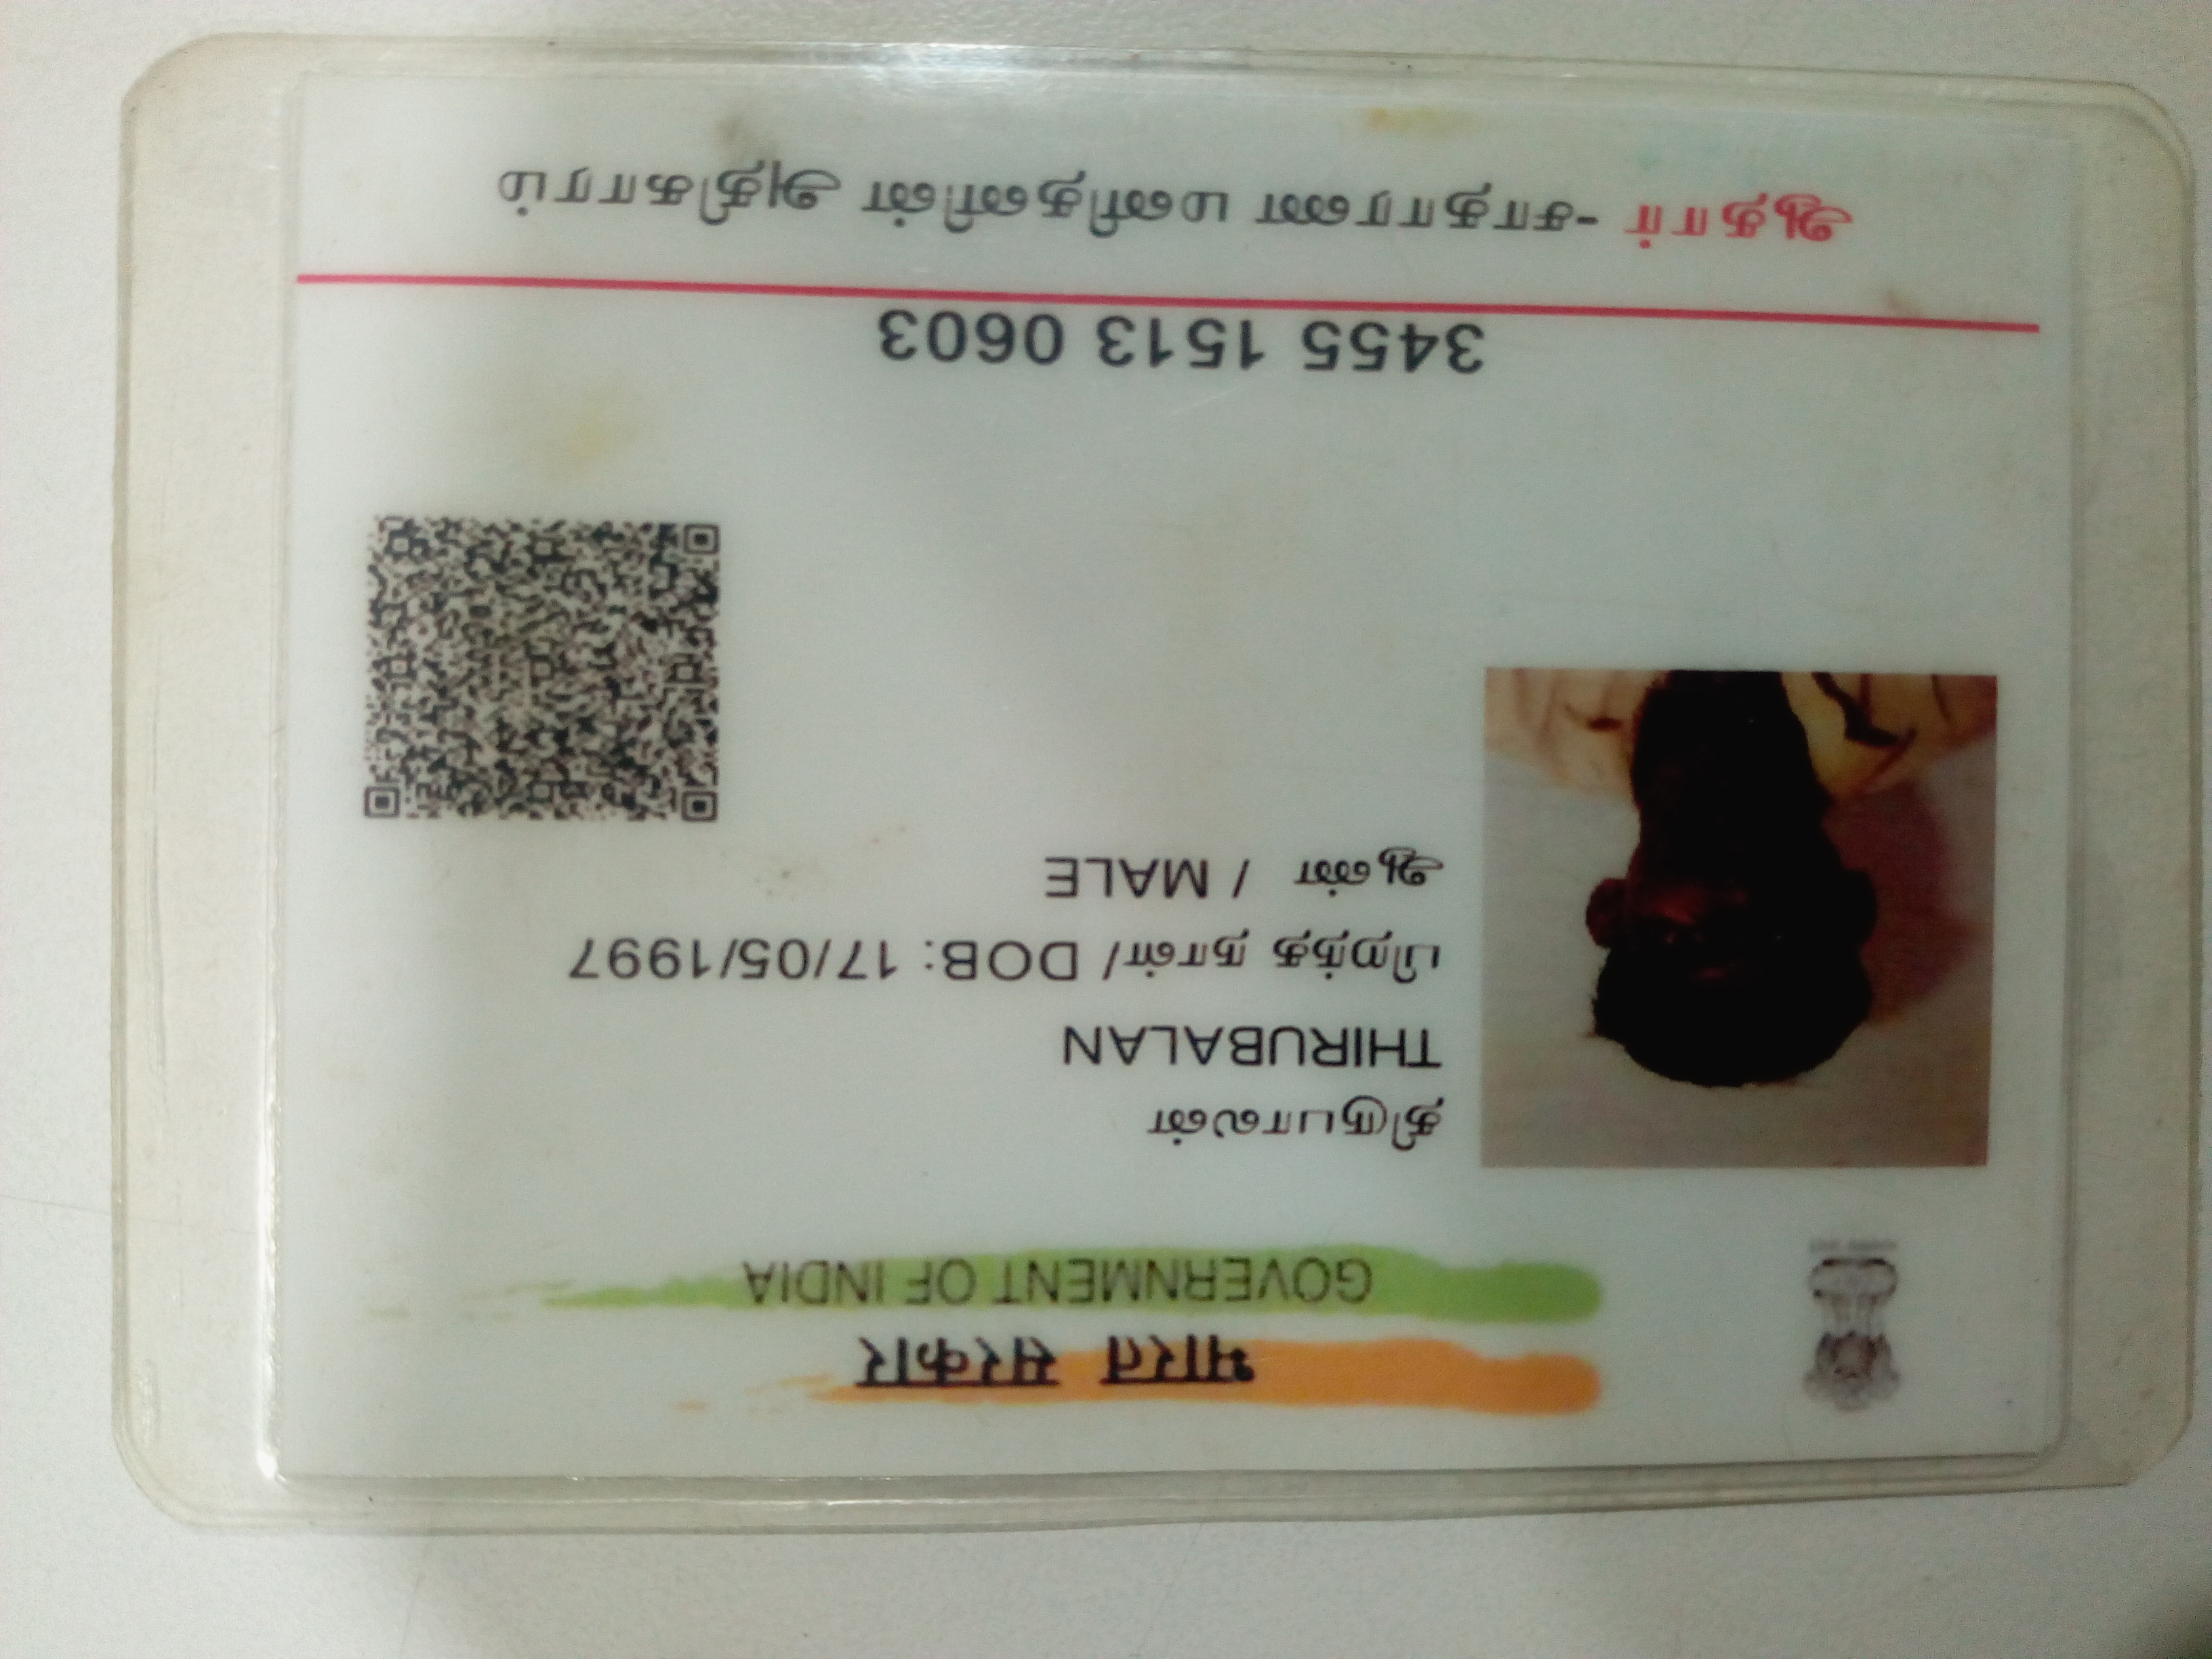 भारत सरकार
GOVERNMENT OF INDIA
திருபாலன்
THIRUBALAN
பிறந்த நாள்/ DOB: 17/05/1997
ஆண் / MALE
3455 1513 0603
ஆதார் -சாதாரண மனிதனின் அதிகாரம்